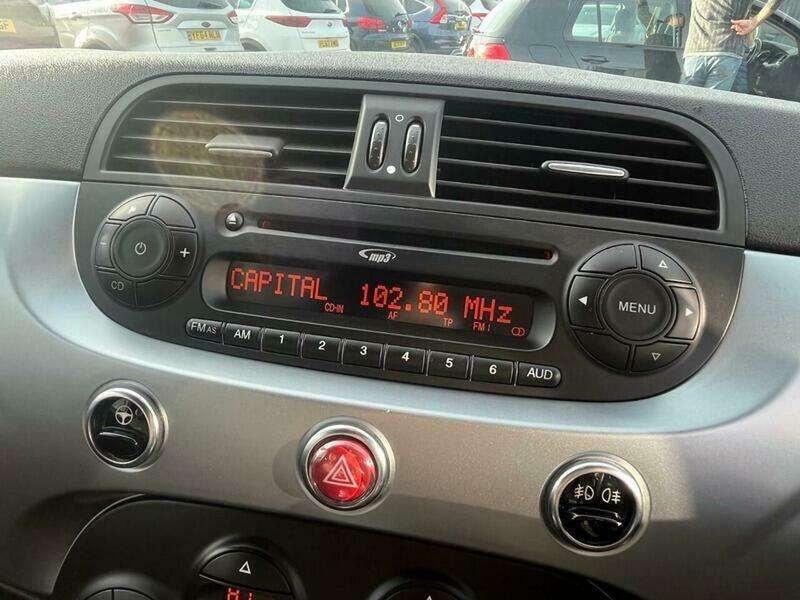 mp3
CAPITAL 102.80 MHz
CD-IN AF TP FM1
CD
MENU
FM AS AM 1 2 3 4 5 6 AUD